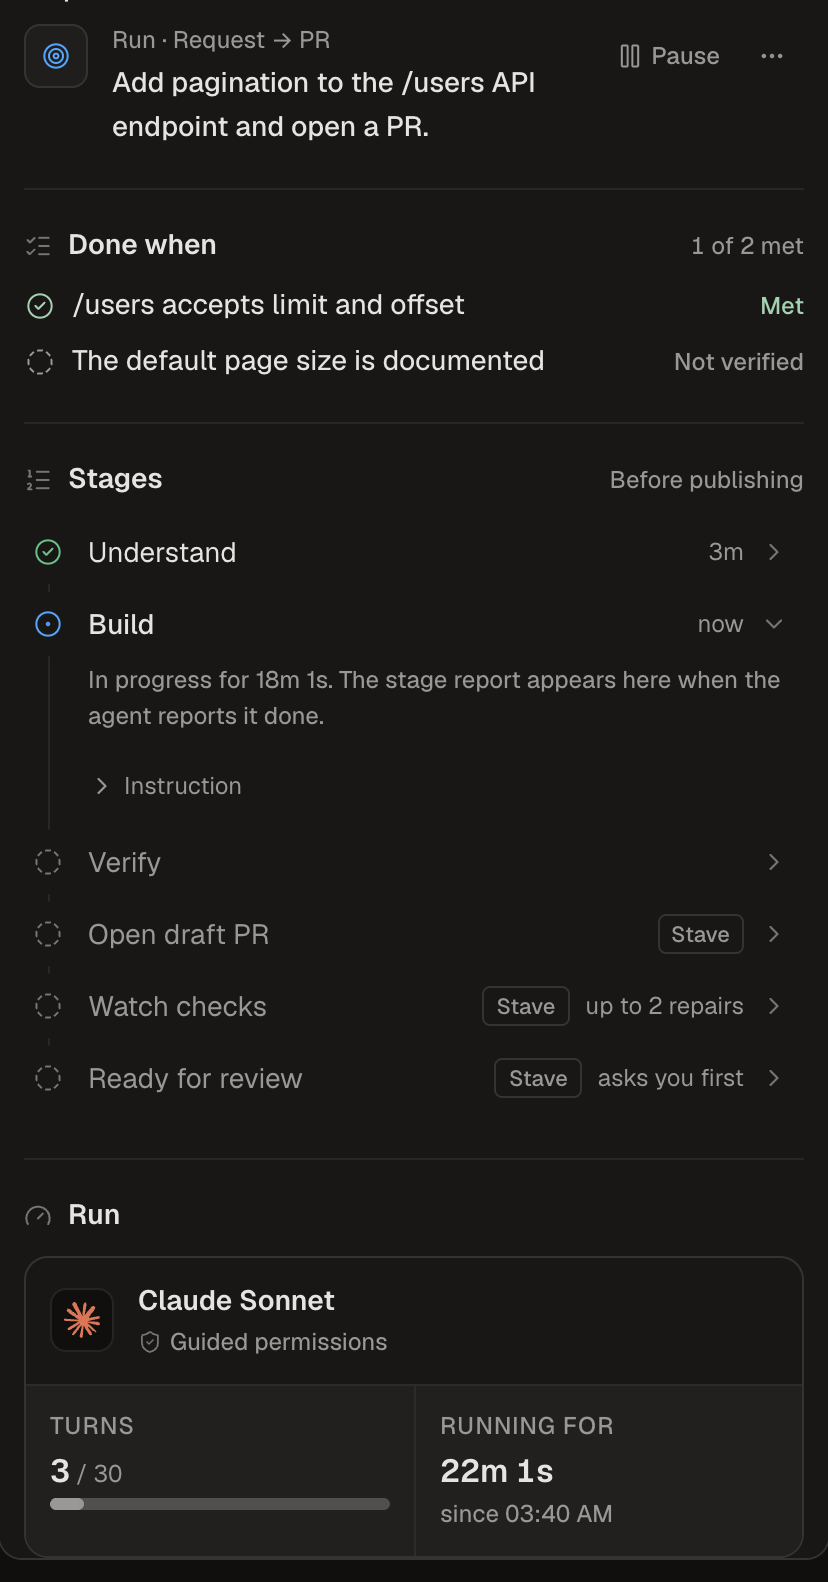 Run · Request → PR
Pause
Add pagination to the /users API
endpoint and open a PR.
Done when
1 of 2 met
/users accepts limit and offset
Met
The default page size is documented
Not verified
Stages
Before publishing
Understand
3m
Build
now
In progress for 18m 1s. The stage report appears here when the
agent reports it done.
Instruction
Verify
Open draft PR
Stave
Watch checks
Stave
up to 2 repairs
Ready for review
Stave
asks you first
Run
Claude Sonnet
Guided permissions
TURNS
3 / 30
RUNNING FOR
22m 1s
since 03:40 AM